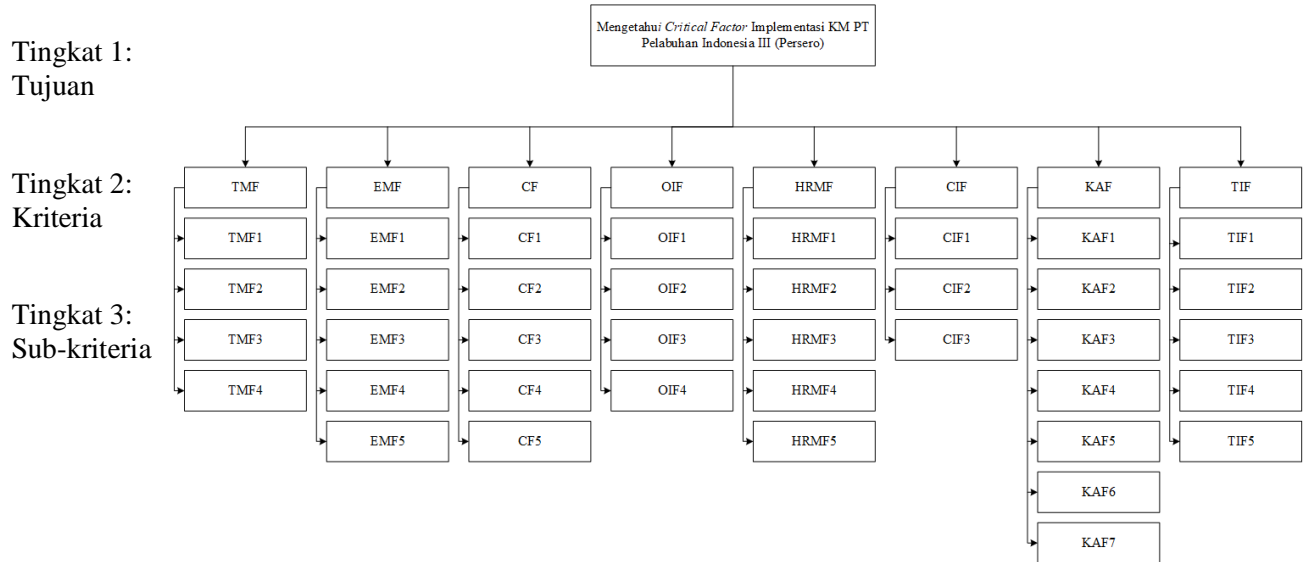 Mengetahui Critical Factor Implementasi KM PT
Pelabuhan Indonesia III (Persero)
Tingkat 1:
Tujuan
Tingkat 2:
Kriteria
TMF
EMF
CF
OIF
HRMF
CIF
KAF
TIF
TMF1
EMF1
CF1
OIF1
HRMF1
CIF1
KAF1
TIF1
TMF2
EMF2
CF2
OIF2
HRMF2
CIF2
KAF2
TIF2
Tingkat 3:
Sub-kriteria
TMF3
EMF3
CF3
OIF3
HRMF3
CIF3
KAF3
TIF3
TMF4
EMF4
CF4
OIF4
HRMF4
KAF4
TIF4
EMF5
CF5
HRMF5
KAF5
TIF5
KAF6
KAF7